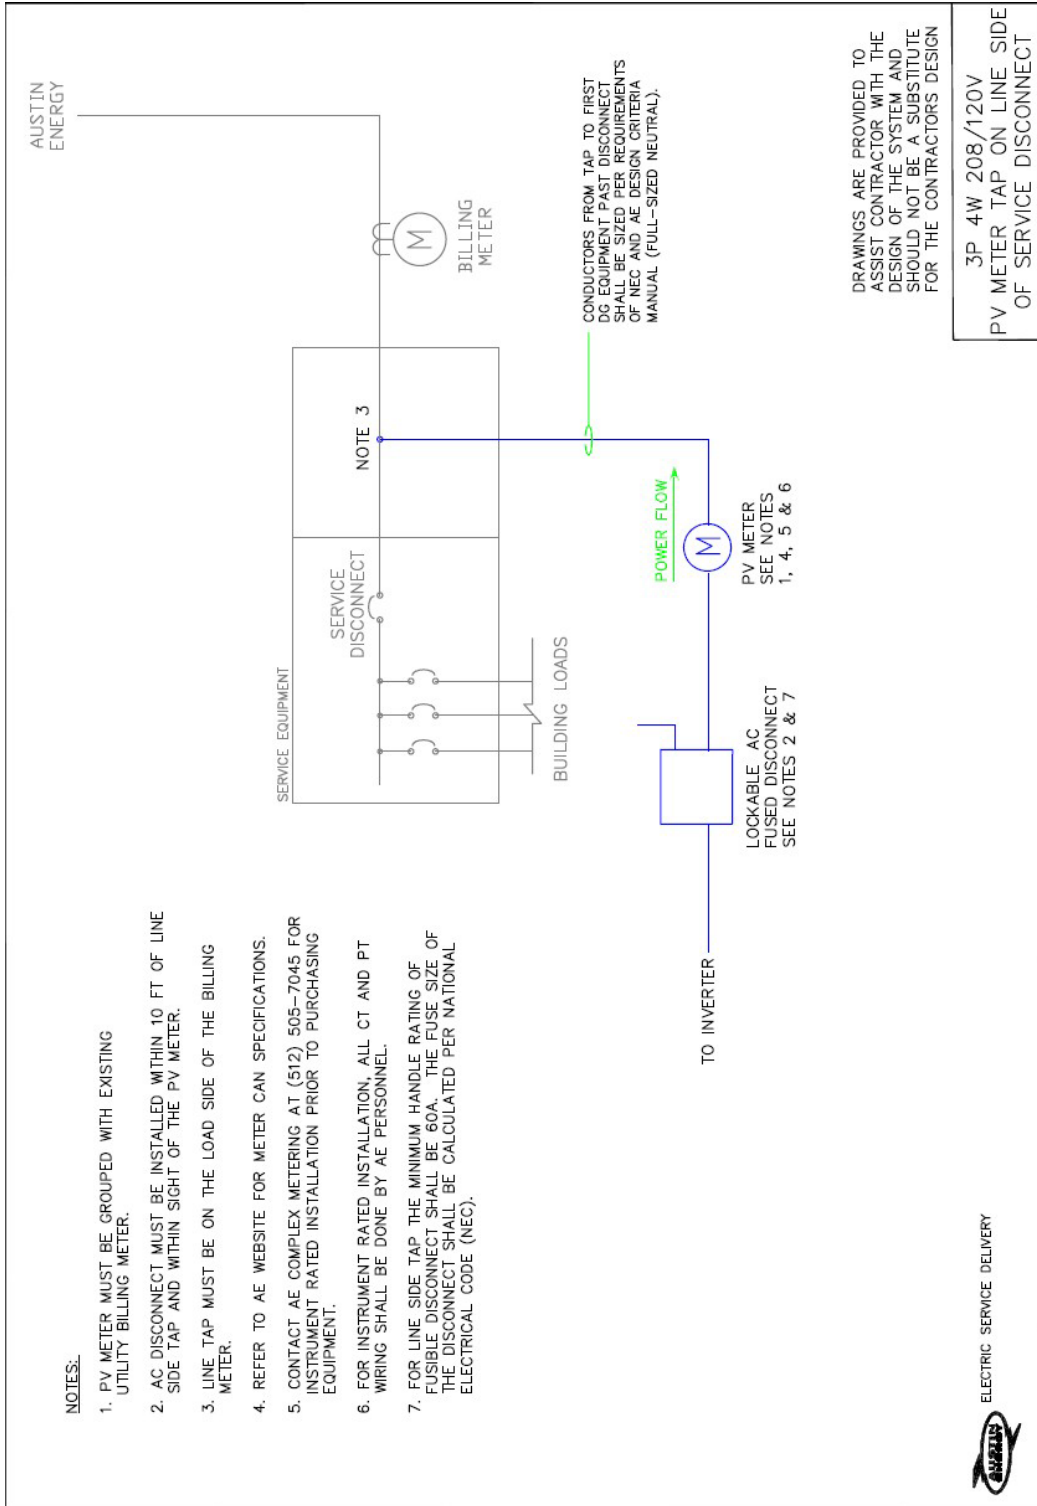 NOTES:
1. PV METER MUST BE GROUPED WITH EXISTING
UTILITY BILLING METER.
2. AC DISCONNECT MUST BE INSTALLED WITHIN 10 FT OF LINE
SIDE TAP AND WITHIN SIGHT OF THE PV METER.
3. LINE TAP MUST BE ON THE LOAD SIDE OF THE BILLING
METER.
4. REFER TO AE WEBSITE FOR METER CAN SPECIFICATIONS.
5. CONTACT AE COMPLEX METERING AT (512) 505-7045 FOR
INSTRUMENT RATED INSTALLATION PRIOR TO PURCHASING
EQUIPMENT.
6. FOR INSTRUMENT RATED INSTALLATION, ALL CT AND PT
WIRING SHALL BE DONE BY AE PERSONNEL.
7. FOR LINE SIDE TAP THE MINIMUM HANDLE RATING OF
FUSIBLE DISCONNECT SHALL BE 60A. THE FUSE SIZE OF
THE DISCONNECT SHALL BE CALCULATED PER NATIONAL
ELECTRICAL CODE (NEC).
AUSTIN
ENERGY
SERVICE EQUIPMENT
SERVICE
DISCONNECT
NOTE 3
M
BILLING
METER
BUILDING LOADS
CONDUCTORS FROM TAP TO FIRST
DG EQUIPMENT PAST DISCONNECT
SHALL BE SIZED PER REQUIREMENTS
OF NEC AND AE DESIGN CRITERIA
MANUAL (FULL-SIZED NEUTRAL).
POWER FLOW
M
PV METER
SEE NOTES
1, 4, 5 & 6
LOCKABLE AC
FUSED DISCONNECT
SEE NOTES 2 & 7
TO INVERTER
DRAWINGS ARE PROVIDED TO
ASSIST CONTRACTOR WITH THE
DESIGN OF THE SYSTEM AND
SHOULD NOT BE A SUBSTITUTE
FOR THE CONTRACTORS DESIGN
3P 4W 208/120V
PV METER TAP ON LINE SIDE
OF SERVICE DISCONNECT
AUSTIN
ENERGY
ELECTRIC SERVICE DELIVERY